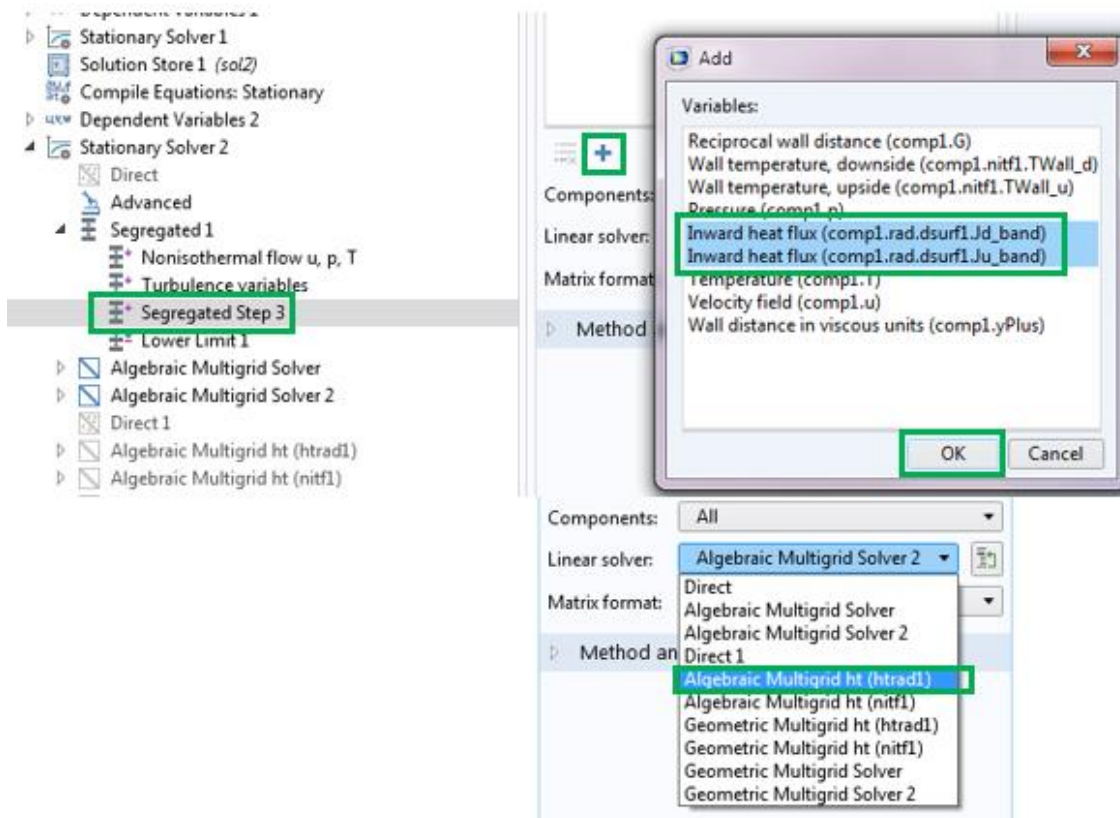 Dependent Variables 1
Stationary Solver 1
Solution Store 1 (sol2)
Compile Equations: Stationary
Dependent Variables 2
Stationary Solver 2
Direct
Advanced
Segregated 1
Nonisothermal flow u, p, T
Turbulence variables
Segregated Step 3
Lower Limit 1
Algebraic Multigrid Solver
Algebraic Multigrid Solver 2
Direct 1
Algebraic Multigrid ht (htrad1)
Algebraic Multigrid ht (nitf1)
Components:
Linear solver:
Matrix format
Method
Add
Variables:
Reciprocal wall distance (comp1.G)
Wall temperature, downside (comp1.nitf1.TWall_d)
Wall temperature, upside (comp1.nitf1.TWall_u)
Pressure (comp1.p)
Inward heat flux (comp1.rad.dsurf1.Jd_band)
Inward heat flux (comp1.rad.dsurf1.Ju_band)
Temperature (comp1.T)
Velocity field (comp1.u)
Wall distance in viscous units (comp1.yPlus)
OK
Cancel
Components:
All
Linear solver:
Algebraic Multigrid Solver 2
Matrix format:
Method an
Direct
Algebraic Multigrid Solver
Algebraic Multigrid Solver 2
Direct 1
Algebraic Multigrid ht (htrad1)
Algebraic Multigrid ht (nitf1)
Geometric Multigrid ht (htrad1)
Geometric Multigrid ht (nitf1)
Geometric Multigrid Solver
Geometric Multigrid Solver 2